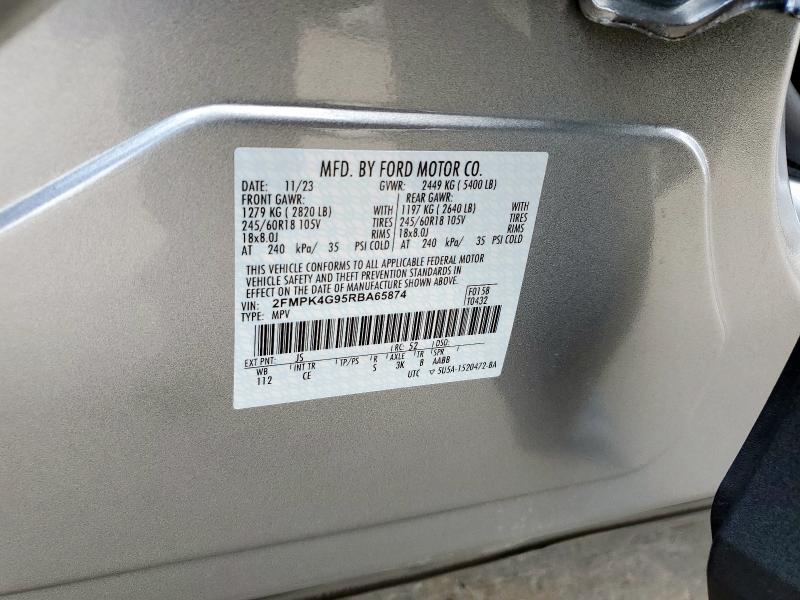 MFD. BY FORD MOTOR CO.
DATE: 11/23 GVWR: 2449 KG ( 5400 LB)
FRONT GAWR: REAR GAWR:
1279 KG ( 2820 LB) WITH 1197 KG ( 2640 LB) WITH
245/60R18 105V TIRES 245/60R18 105V TIRES
18x8.0J RIMS 18x8.0J RIMS
AT 240 kPa/ 35 PSI COLD AT 240 kPa/ 35 PSI COLD
THIS VEHICLE CONFORMS TO ALL APPLICABLE FEDERAL MOTOR
VEHICLE SAFETY AND THEFT PREVENTION STANDARDS IN
EFFECT ON THE DATE OF MANUFACTURE SHOWN ABOVE.
VIN: 2FMPK4G95RBA65874 F0158
TYPE: MPV T0432
EXT PNT: JS RC: 52 DSO:
WB INT TR TP/PS R AXLE TR SPR
112 CE S 3K B AABB
UTC ▽ 5U5A-1520472-BA